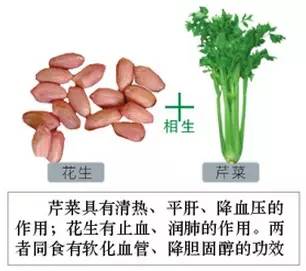 相生
花生
芹菜
芹菜具有清热、平肝、降血压的
作用；花生有止血、润肺的作用。两
者同食有软化血管、降胆固醇的功效